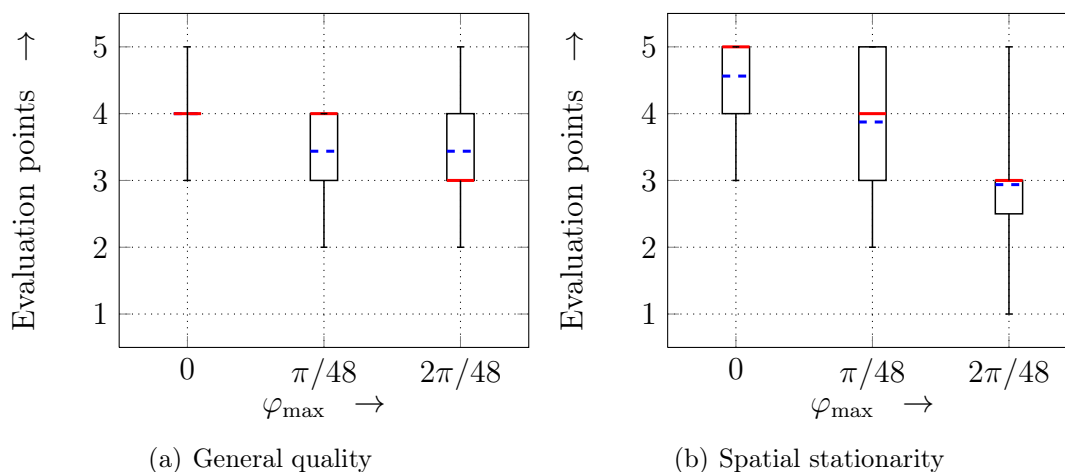 Evaluation points →
5
4
3
2
1
0
π/48
2π/48
φmax →
(a) General quality
Evaluation points →
5
4
3
2
1
0
π/48
2π/48
φmax →
(b) Spatial stationarity